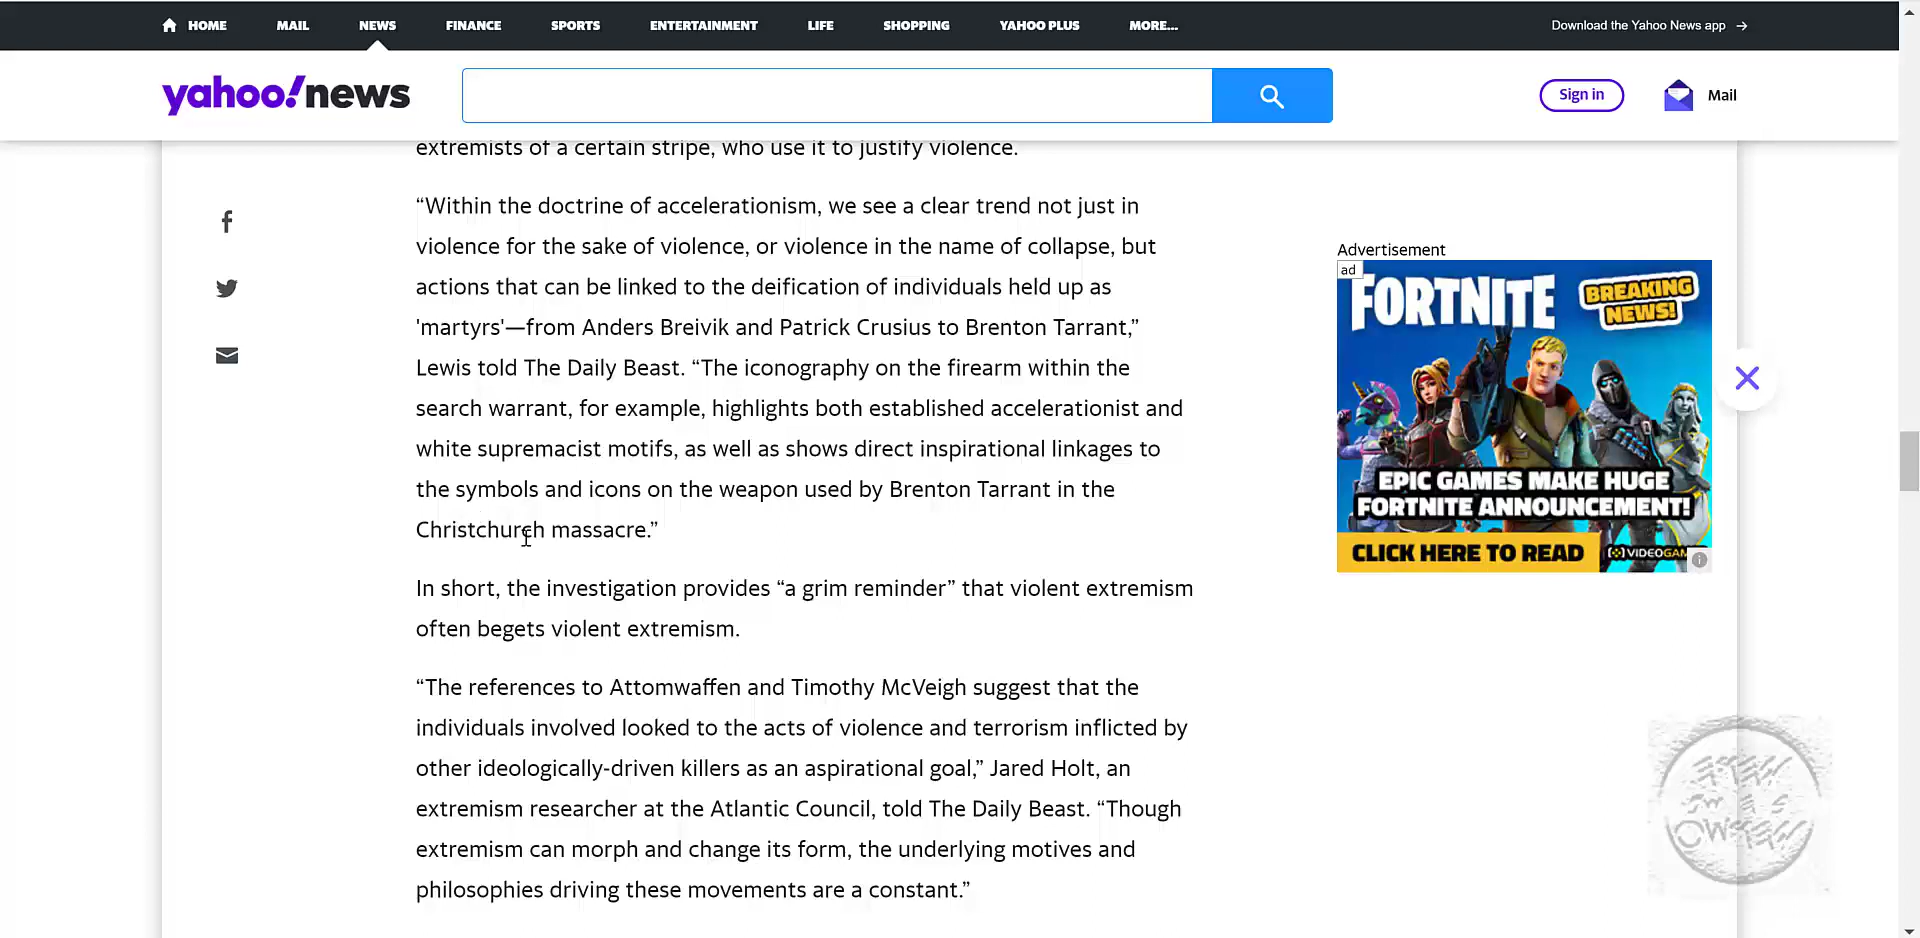 HOME MAIL NEWS FINANCE SPORTS ENTERTAINMENT LIFE SHOPPING YAHOO PLUS MORE... Download the Yahoo News app →
yahoo!news Sign in Mail
extremists of a certain stripe, who use it to justify violence.
“Within the doctrine of accelerationism, we see a clear trend not just in
violence for the sake of violence, or violence in the name of collapse, but
actions that can be linked to the deification of individuals held up as
'martyrs'—from Anders Breivik and Patrick Crusius to Brenton Tarrant,”
Lewis told The Daily Beast. “The iconography on the firearm within the
search warrant, for example, highlights both established accelerationist and
white supremacist motifs, as well as shows direct inspirational linkages to
the symbols and icons on the weapon used by Brenton Tarrant in the
Christchurch massacre.”
In short, the investigation provides “a grim reminder” that violent extremism
often begets violent extremism.
“The references to Attomwaffen and Timothy McVeigh suggest that the
individuals involved looked to the acts of violence and terrorism inflicted by
other ideologically-driven killers as an aspirational goal,” Jared Holt, an
extremism researcher at the Atlantic Council, told The Daily Beast. “Though
extremism can morph and change its form, the underlying motives and
philosophies driving these movements are a constant.”
Advertisement
ad
FORTNITE
BREAKING
NEWS!
EPIC GAMES MAKE HUGE
FORTNITE ANNOUNCEMENT!
CLICK HERE TO READ